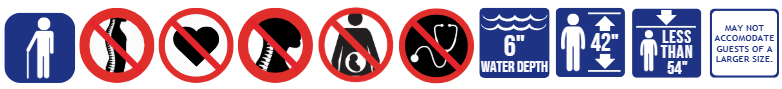 6"
WATER DEPTH
42"
LESS
THAN
54"
MAY NOT
ACCOMODATE
GUESTS OF A
LARGER SIZE.